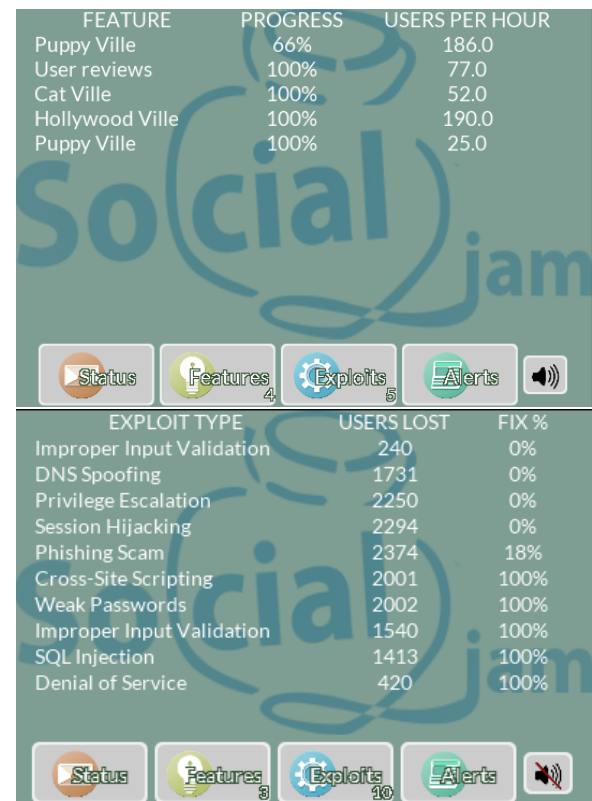 FEATURE PROGRESS USERS PER HOUR
Puppy Ville 66% 186.0
User reviews 100% 77.0
Cat Ville 100% 52.0
Hollywood Ville 100% 190.0
Puppy Ville 100% 25.0
Social jam
Status Features 4 Exploits 5 Alerts
EXPLOIT TYPE USERS LOST FIX %
Improper Input Validation 240 0%
DNS Spoofing 1731 0%
Privilege Escalation 2250 0%
Session Hijacking 2294 0%
Phishing Scam 2374 18%
Cross-Site Scripting 2001 100%
Weak Passwords 2002 100%
Improper Input Validation 1540 100%
SQL Injection 1413 100%
Denial of Service 420 100%
Social jam
Status Features 3 Exploits 10 Alerts